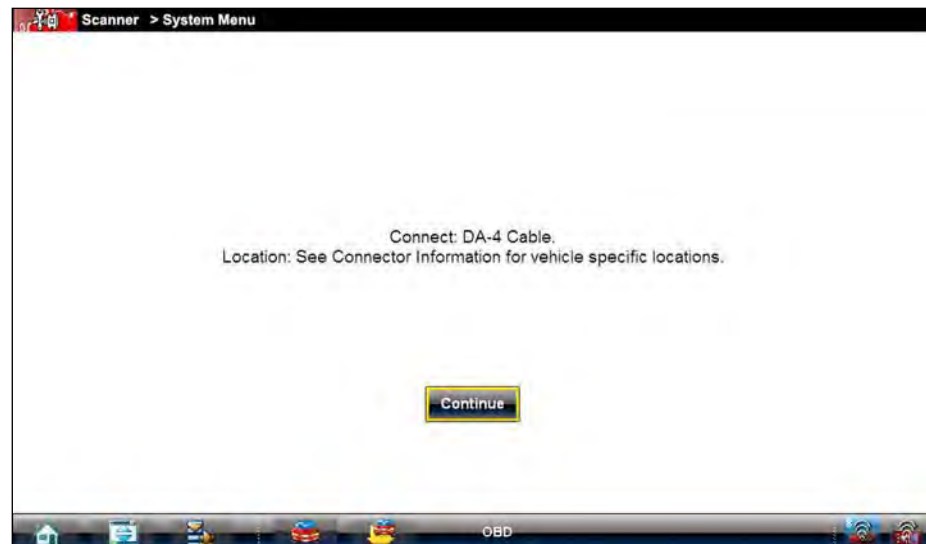 Scanner > System Menu
Connect: DA-4 Cable.
Location: See Connector Information for vehicle specific locations.
Continue
OBD